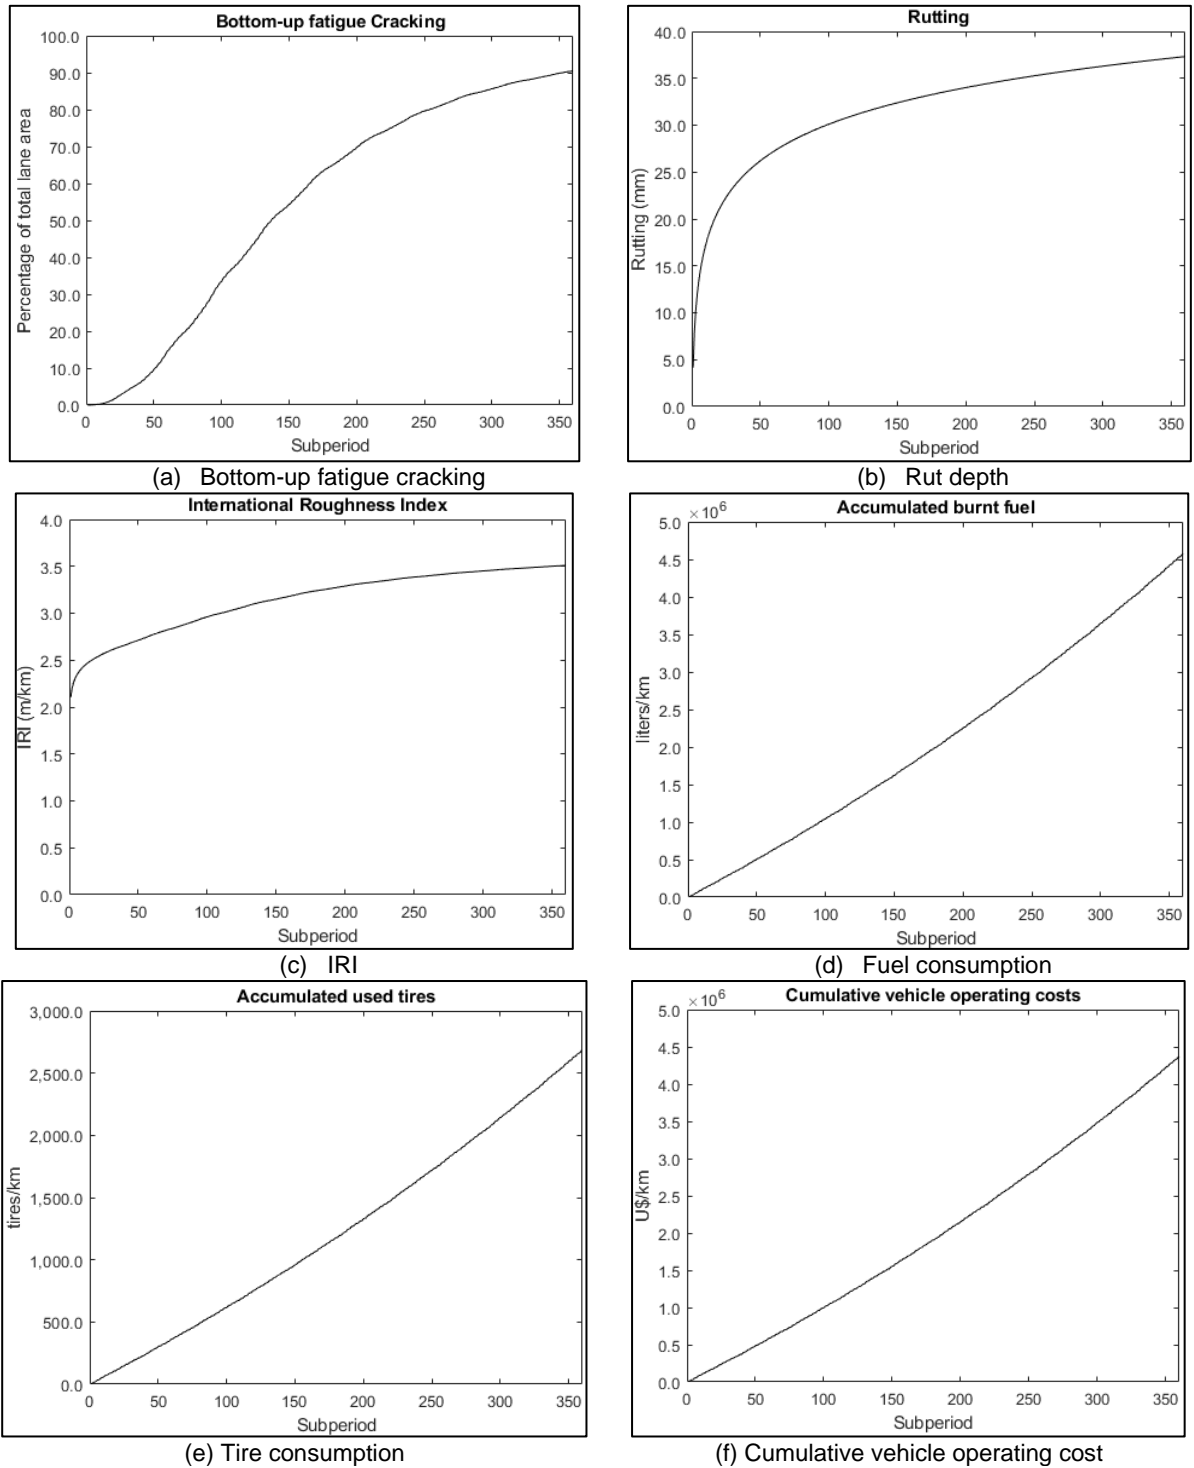 Bottom-up fatigue Cracking
100.0
90.0
80.0
70.0
60.0
50.0
40.0
30.0
20.0
10.0
0.0
Percentage of total lane area
0 50 100 150 200 250 300 350
Subperiod
(a) Bottom-up fatigue cracking
Rutting
40.0
35.0
30.0
25.0
20.0
15.0
10.0
5.0
0.0
Rutting (mm)
0 50 100 150 200 250 300 350
Subperiod
(b) Rut depth
International Roughness Index
4.0
3.5
3.0
2.5
2.0
1.5
1.0
0.5
0.0
IRI (m/km)
0 50 100 150 200 250 300 350
Subperiod
(c) IRI
Accumulated burnt fuel
×10⁶
5.0
4.5
4.0
3.5
3.0
2.5
2.0
1.5
1.0
0.5
0.0
liters/km
0 50 100 150 200 250 300 350
Subperiod
(d) Fuel consumption
Accumulated used tires
3,000.0
2,500.0
2,000.0
1,500.0
1,000.0
500.0
0.0
tires/km
0 50 100 150 200 250 300 350
Subperiod
(e) Tire consumption
Cumulative vehicle operating costs
×10⁶
5.0
4.5
4.0
3.5
3.0
2.5
2.0
1.5
1.0
0.5
0.0
U$/km
0 50 100 150 200 250 300 350
Subperiod
(f) Cumulative vehicle operating cost